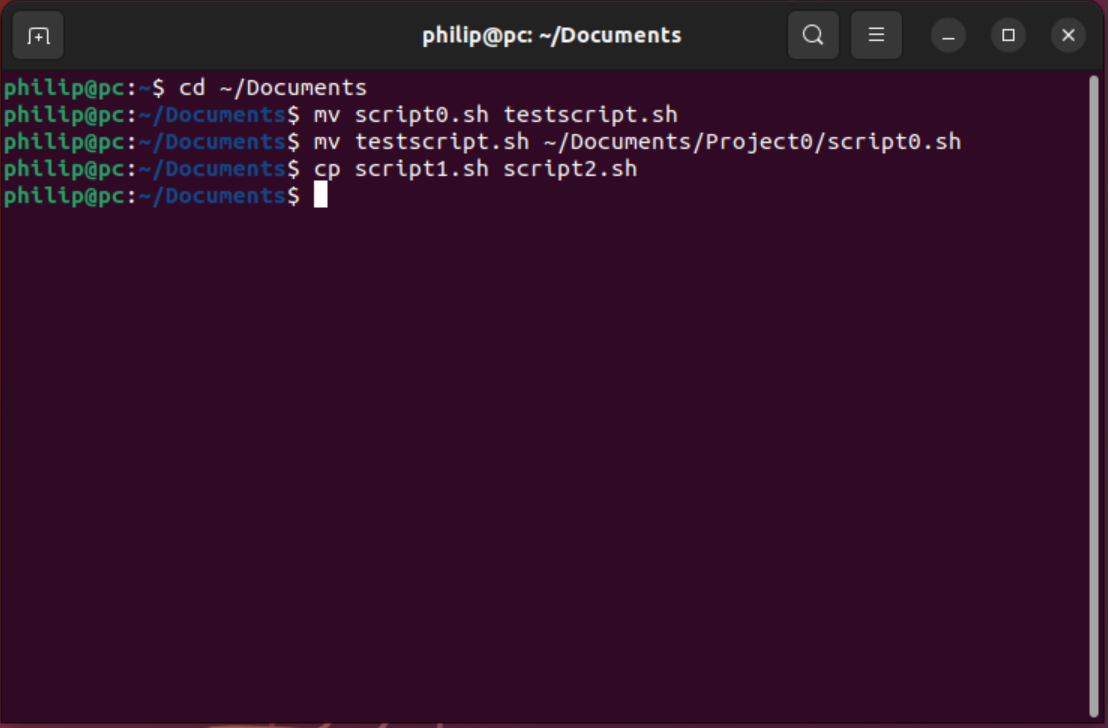 philip@pc: ~/Documents
philip@pc:~$ cd ~/Documents
philip@pc:~/Documents$ mv script0.sh testscript.sh
philip@pc:~/Documents$ mv testscript.sh ~/Documents/Project0/script0.sh
philip@pc:~/Documents$ cp script1.sh script2.sh
philip@pc:~/Documents$